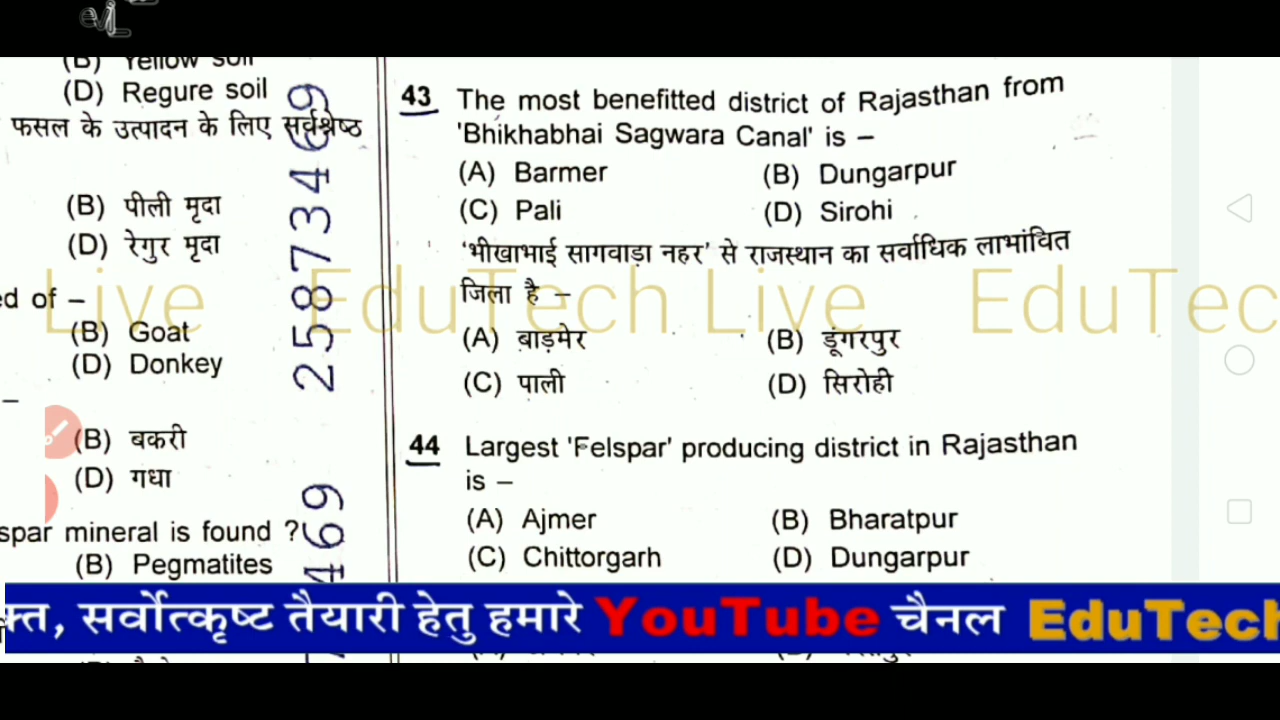 (B) Yellow soil
(D) Regure soil
फसल के उत्पादन के लिए सर्वश्रेष्ठ
(B) पीली मृदा
(D) रेगुर मृदा
ed of –
(B) Goat
(D) Donkey
–
(B) बकरी
(D) गधा
spar mineral is found ?
(B) Pegmatites
25873469
469
43 The most benefitted district of Rajasthan from
'Bhikhabhai Sagwara Canal' is –
(A) Barmer (B) Dungarpur
(C) Pali (D) Sirohi
'भीखाभाई सागवाड़ा नहर' से राजस्थान का सर्वाधिक लाभांवित
जिला है –
(A) बाड़मेर (B) डूंगरपुर
(C) पाली (D) सिरोही
44 Largest 'Felspar' producing district in Rajasthan
is –
(A) Ajmer (B) Bharatpur
(C) Chittorgarh (D) Dungarpur
Live EduTech Live EduTec
क्त, सर्वोत्कृष्ट तैयारी हेतु हमारे YouTube चैनल EduTech